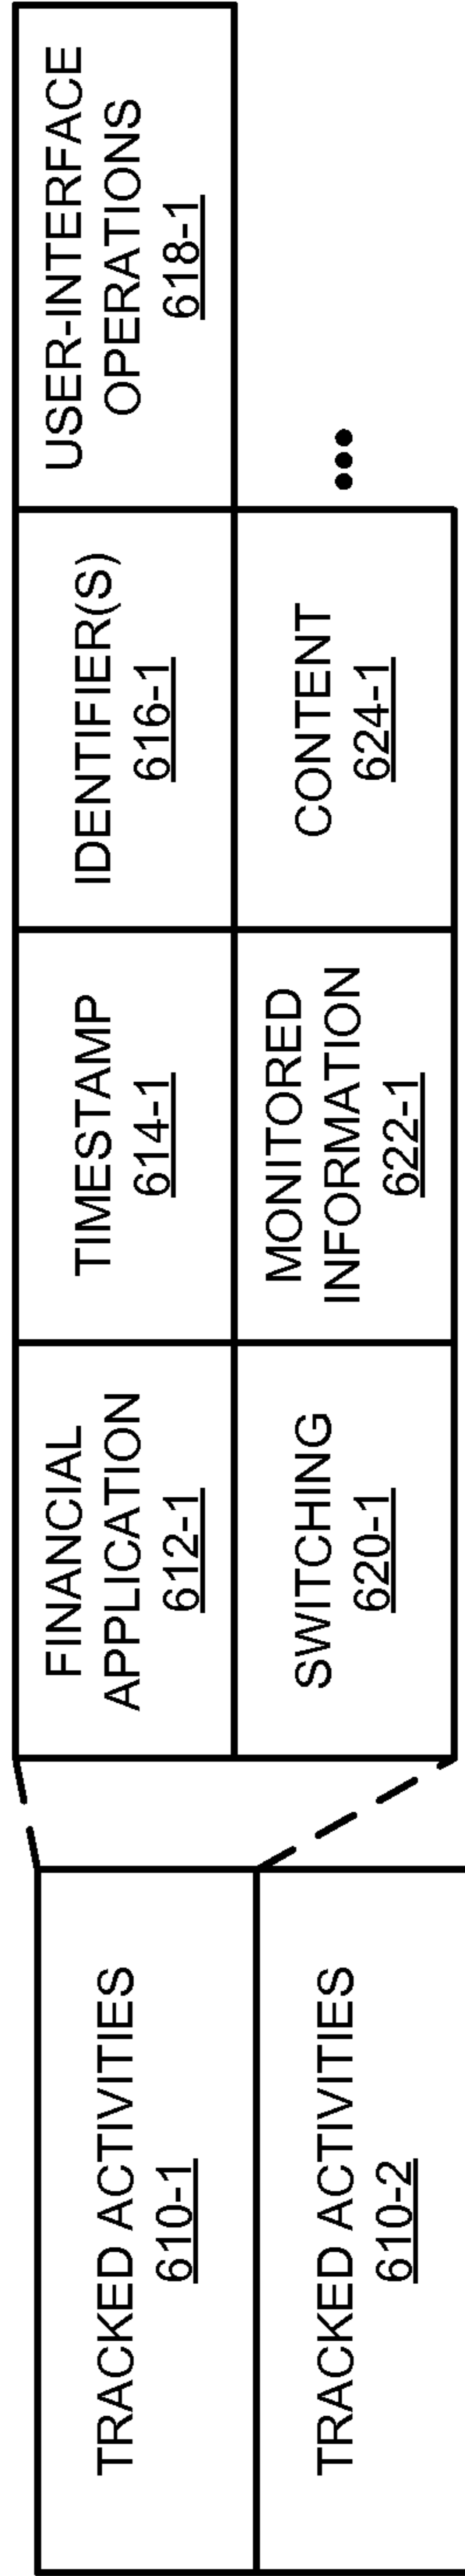 TRACKED ACTIVITIES
610-1
TRACKED ACTIVITIES
610-2
FINANCIAL
APPLICATION
612-1
TIMESTAMP
614-1
IDENTIFIER(S)
616-1
USER-INTERFACE
OPERATIONS
618-1
SWITCHING
620-1
MONITORED
INFORMATION
622-1
CONTENT
624-1
•••